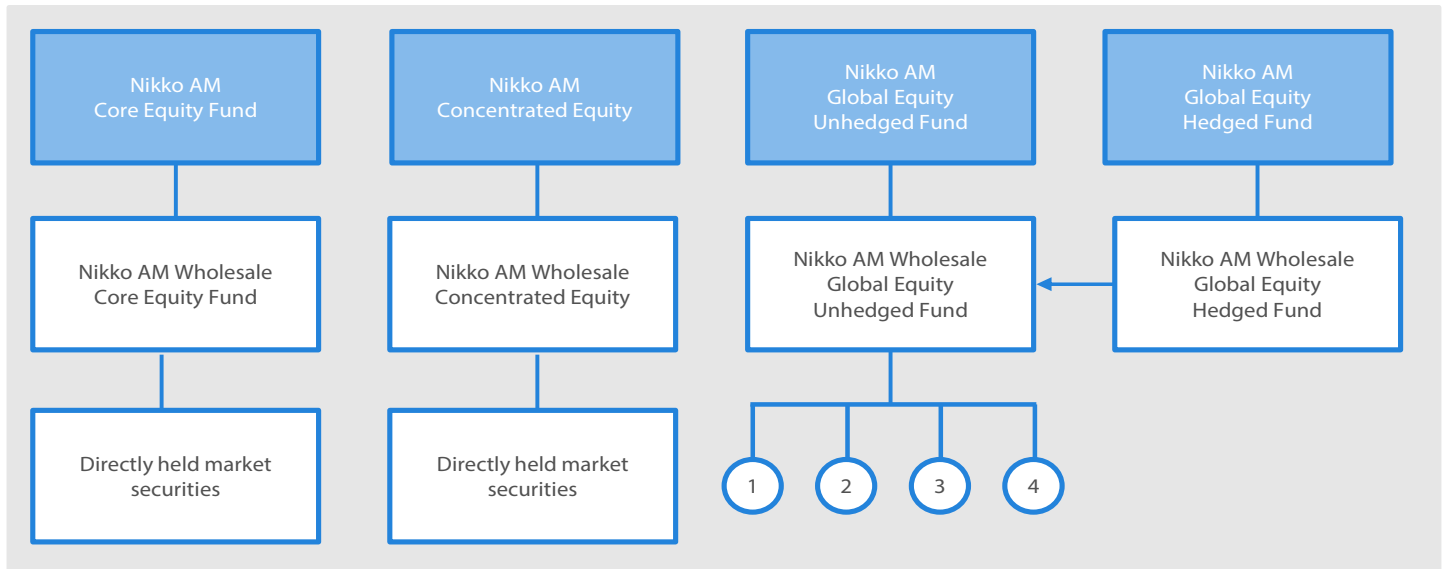 Nikko AM
Core Equity Fund
Nikko AM
Concentrated Equity
Nikko AM
Global Equity
Unhedged Fund
Nikko AM
Global Equity
Hedged Fund
Nikko AM Wholesale
Core Equity Fund
Nikko AM Wholesale
Concentrated Equity
Nikko AM Wholesale
Global Equity
Unhedged Fund
Nikko AM Wholesale
Global Equity
Hedged Fund
Directly held market
securities
Directly held market
securities
1
2
3
4